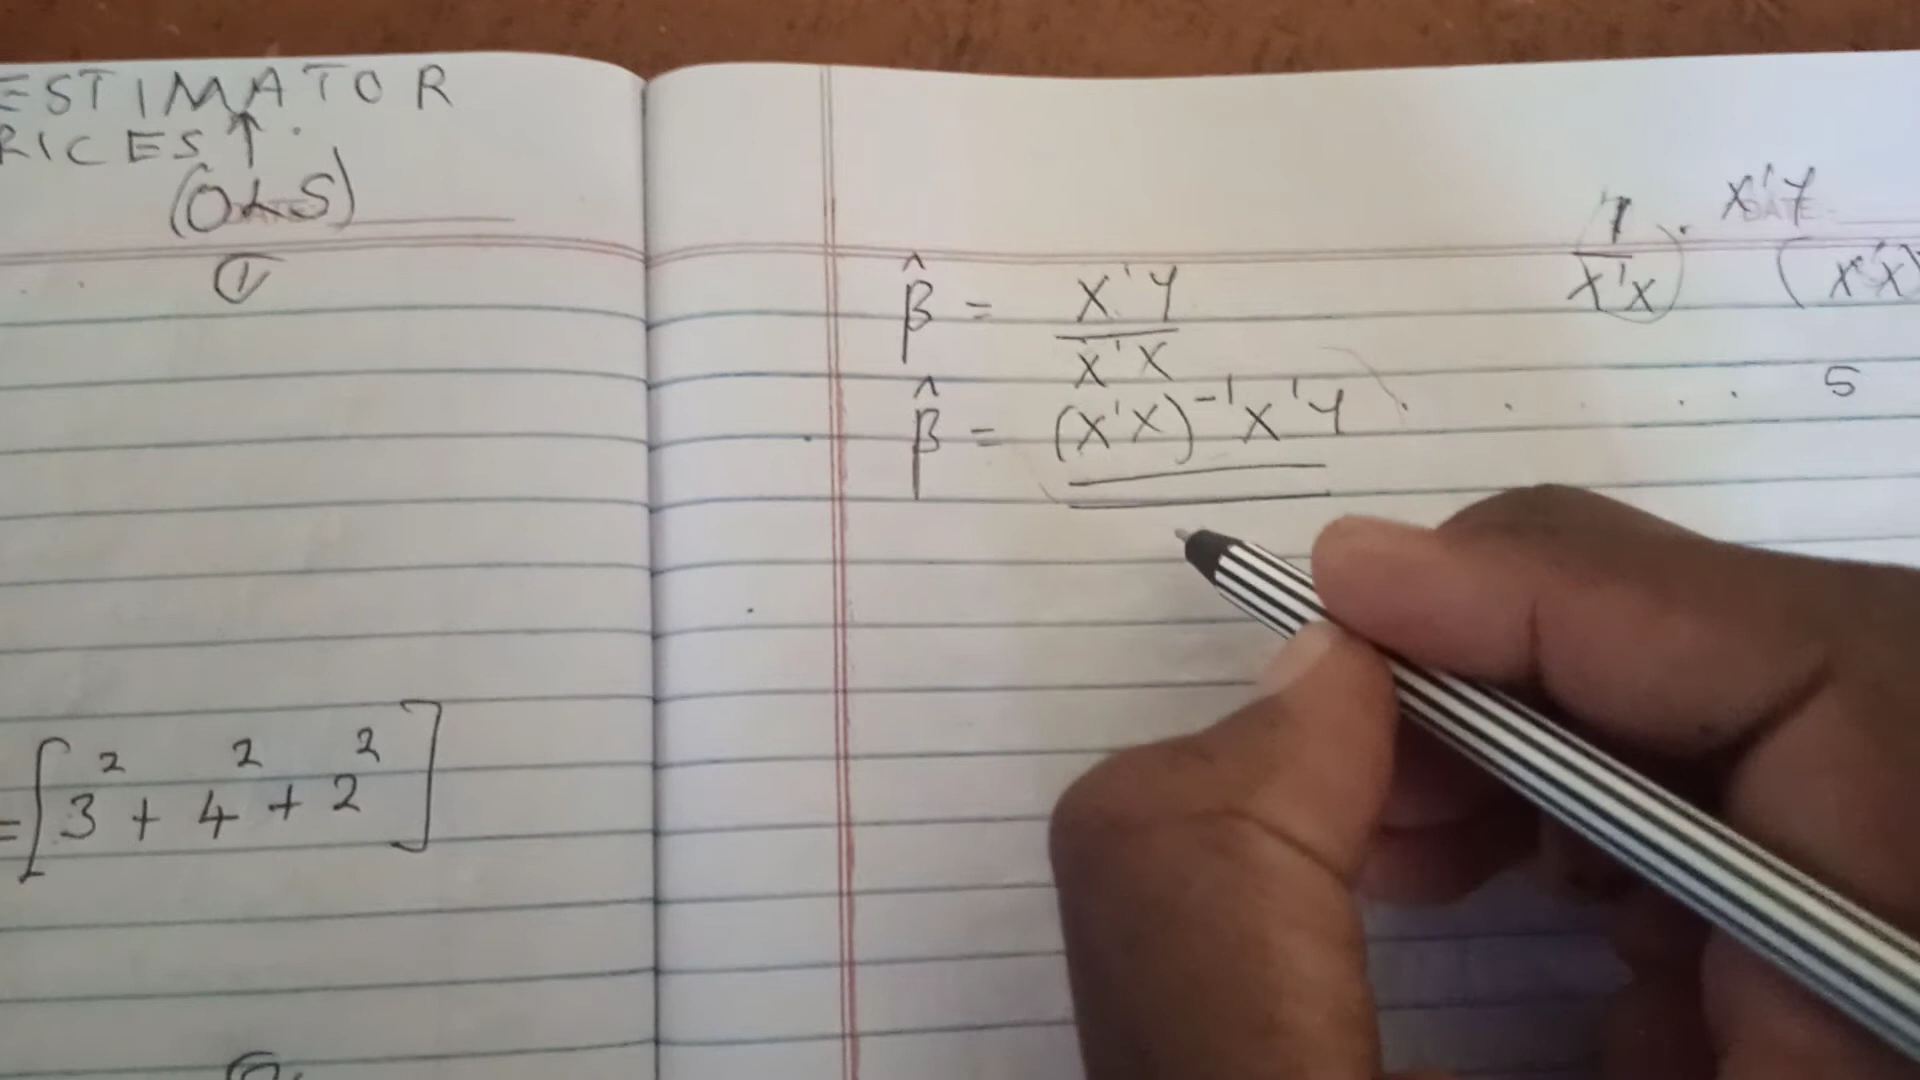 ESTIMATOR
RICES ↑ .
(OLS)
①
= [3² + 4² + 2²]
1/X'X . X'Y
(X'X)
β̂ = X'Y
X'X
β̂ = (X'X)⁻¹X'Y . . . . . 5